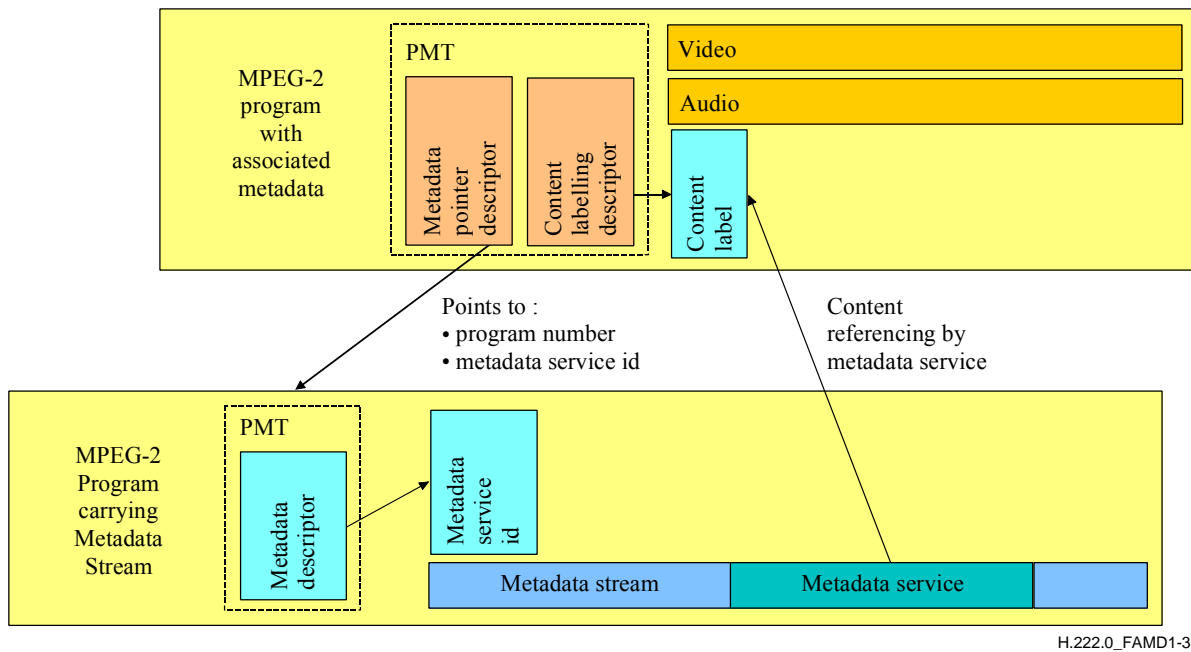 MPEG-2
program
with
associated
metadata
PMT
Metadata
pointer
descriptor
Content
labelling
descriptor
Video
Audio
Content
label
Points to :
• program number
• metadata service id
Content
referencing by
metadata service
MPEG-2
Program
carrying
Metadata
Stream
PMT
Metadata
descriptor
Metadata
service
id
Metadata stream
Metadata service
H.222.0_FAMD1-3